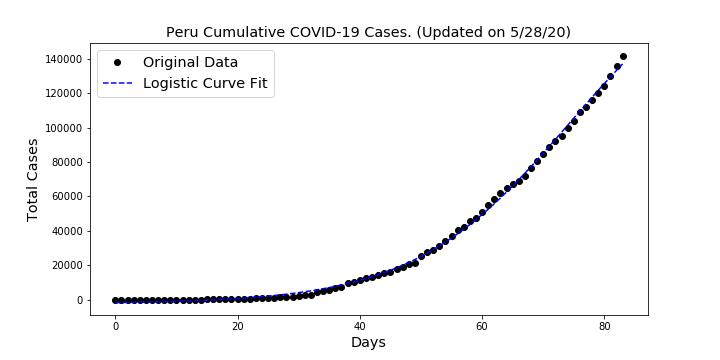 Peru Cumulative COVID-19 Cases. (Updated on 5/28/20)
Original Data
Logistic Curve Fit
Total Cases
140000
120000
100000
80000
60000
40000
20000
0
0 20 40 60 80
Days